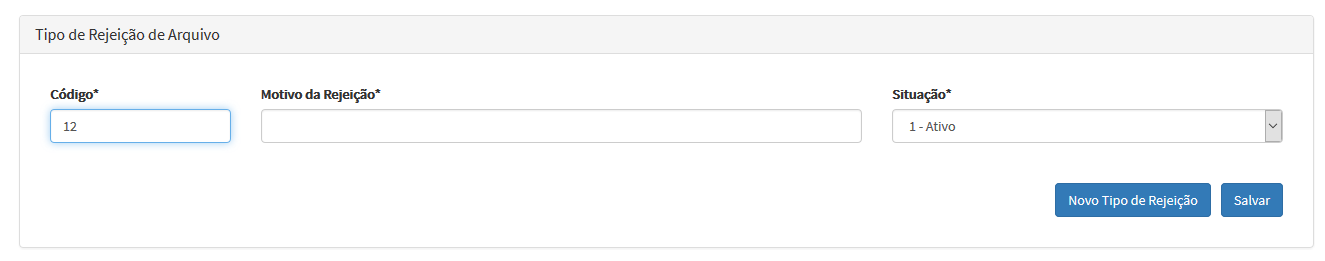 Tipo de Rejeição de Arquivo
Código* Motivo da Rejeição* Situação*
12 1 - Ativo
Novo Tipo de Rejeição Salvar